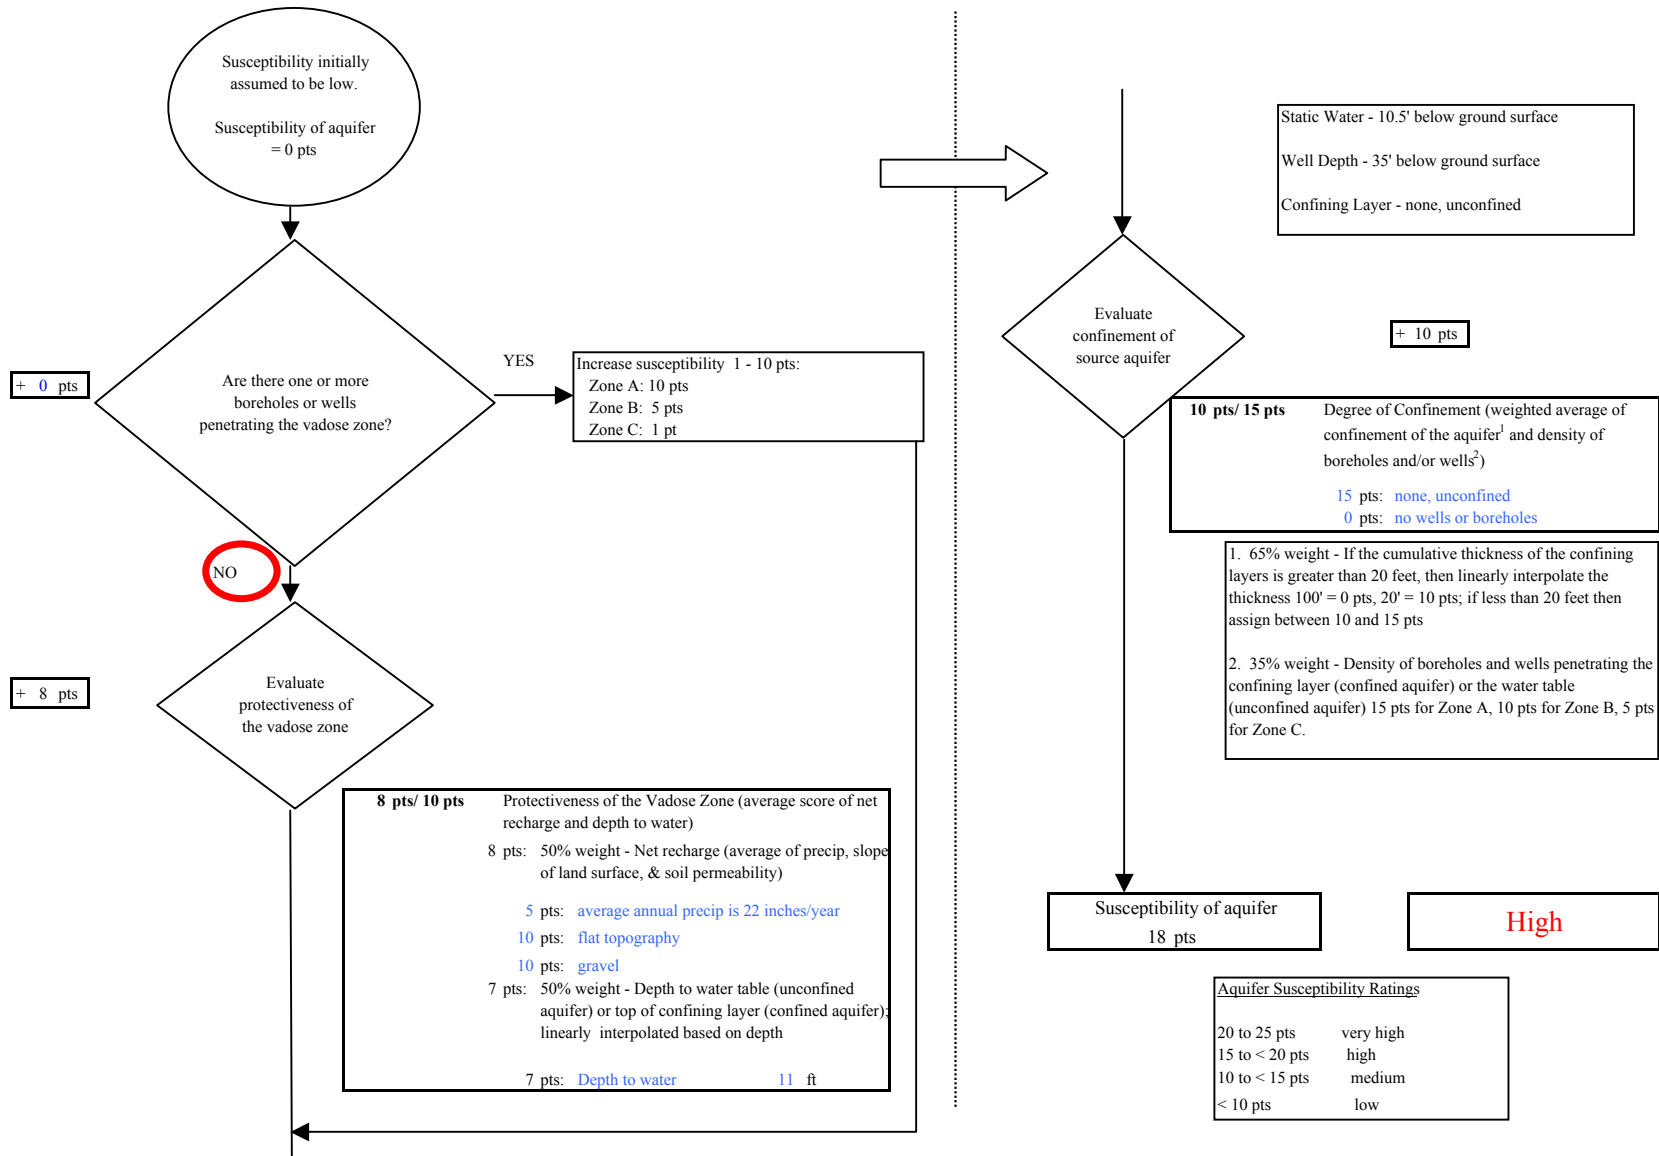 Susceptibility initially
assumed to be low.
Susceptibility of aquifer
= 0 pts
+ 0 pts
Are there one or more
boreholes or wells
penetrating the vadose zone?
YES
Increase susceptibility 1 - 10 pts:
Zone A: 10 pts
Zone B: 5 pts
Zone C: 1 pt
NO
+ 8 pts
Evaluate
protectiveness of
the vadose zone
8 pts/ 10 pts Protectiveness of the Vadose Zone (average score of net
recharge and depth to water)
8 pts: 50% weight - Net recharge (average of precip, slope
of land surface, & soil permeability)
5 pts: average annual precip is 22 inches/year
10 pts: flat topography
10 pts: gravel
7 pts: 50% weight - Depth to water table (unconfined
aquifer) or top of confining layer (confined aquifer);
linearly interpolated based on depth
7 pts: Depth to water 11 ft
Static Water - 10.5' below ground surface
Well Depth - 35' below ground surface
Confining Layer - none, unconfined
Evaluate
confinement of
source aquifer
+ 10 pts
10 pts/ 15 pts Degree of Confinement (weighted average of
confinement of the aquifer1 and density of
boreholes and/or wells2)
15 pts: none, unconfined
0 pts: no wells or boreholes
1. 65% weight - If the cumulative thickness of the confining
layers is greater than 20 feet, then linearly interpolate the
thickness 100' = 0 pts, 20' = 10 pts; if less than 20 feet then
assign between 10 and 15 pts
2. 35% weight - Density of boreholes and wells penetrating the
confining layer (confined aquifer) or the water table
(unconfined aquifer) 15 pts for Zone A, 10 pts for Zone B, 5 pts
for Zone C.
Susceptibility of aquifer
18 pts
High
Aquifer Susceptibility Ratings
20 to 25 pts very high
15 to < 20 pts high
10 to < 15 pts medium
< 10 pts low